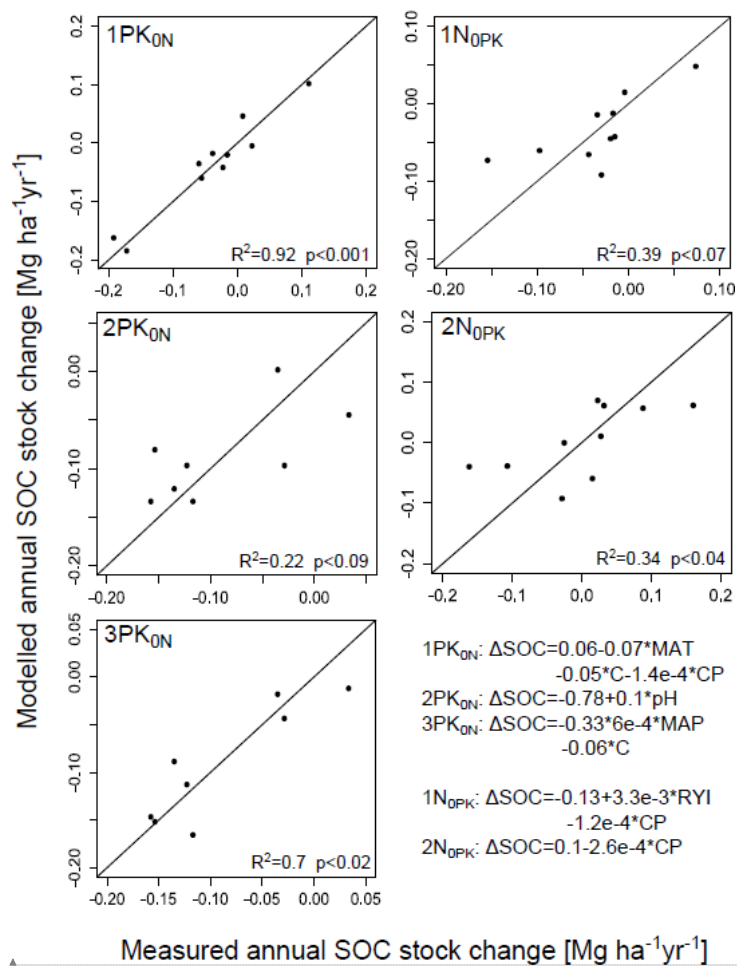 Modelled annual SOC stock change [Mg ha⁻¹yr⁻¹]
1PK0N
0.2
0.1
0.0
-0.1
-0.2
R²=0.92 p<0.001
-0.2 -0.1 0.0 0.1 0.2
1N0PK
0.10
0.00
-0.10
-0.20
R²=0.39 p<0.07
-0.20 -0.10 0.00 0.10
2PK0N
0.00
-0.10
-0.20
R²=0.22 p<0.09
-0.20 -0.10 0.00
2N0PK
0.2
0.1
0.0
-0.1
-0.2
R²=0.34 p<0.04
-0.2 -0.1 0.0 0.1 0.2
3PK0N
0.05
0.00
-0.10
-0.20
R²=0.7 p<0.02
-0.20 -0.15 -0.10 -0.05 0.00 0.05
1PK0N: ΔSOC=0.06-0.07*MAT
-0.05*C-1.4e-4*CP
2PK0N: ΔSOC=-0.78+0.1*pH
3PK0N: ΔSOC=-0.33*6e-4*MAP
-0.06*C
1N0PK: ΔSOC=-0.13+3.3e-3*RYI
-1.2e-4*CP
2N0PK: ΔSOC=0.1-2.6e-4*CP
Measured annual SOC stock change [Mg ha⁻¹yr⁻¹]